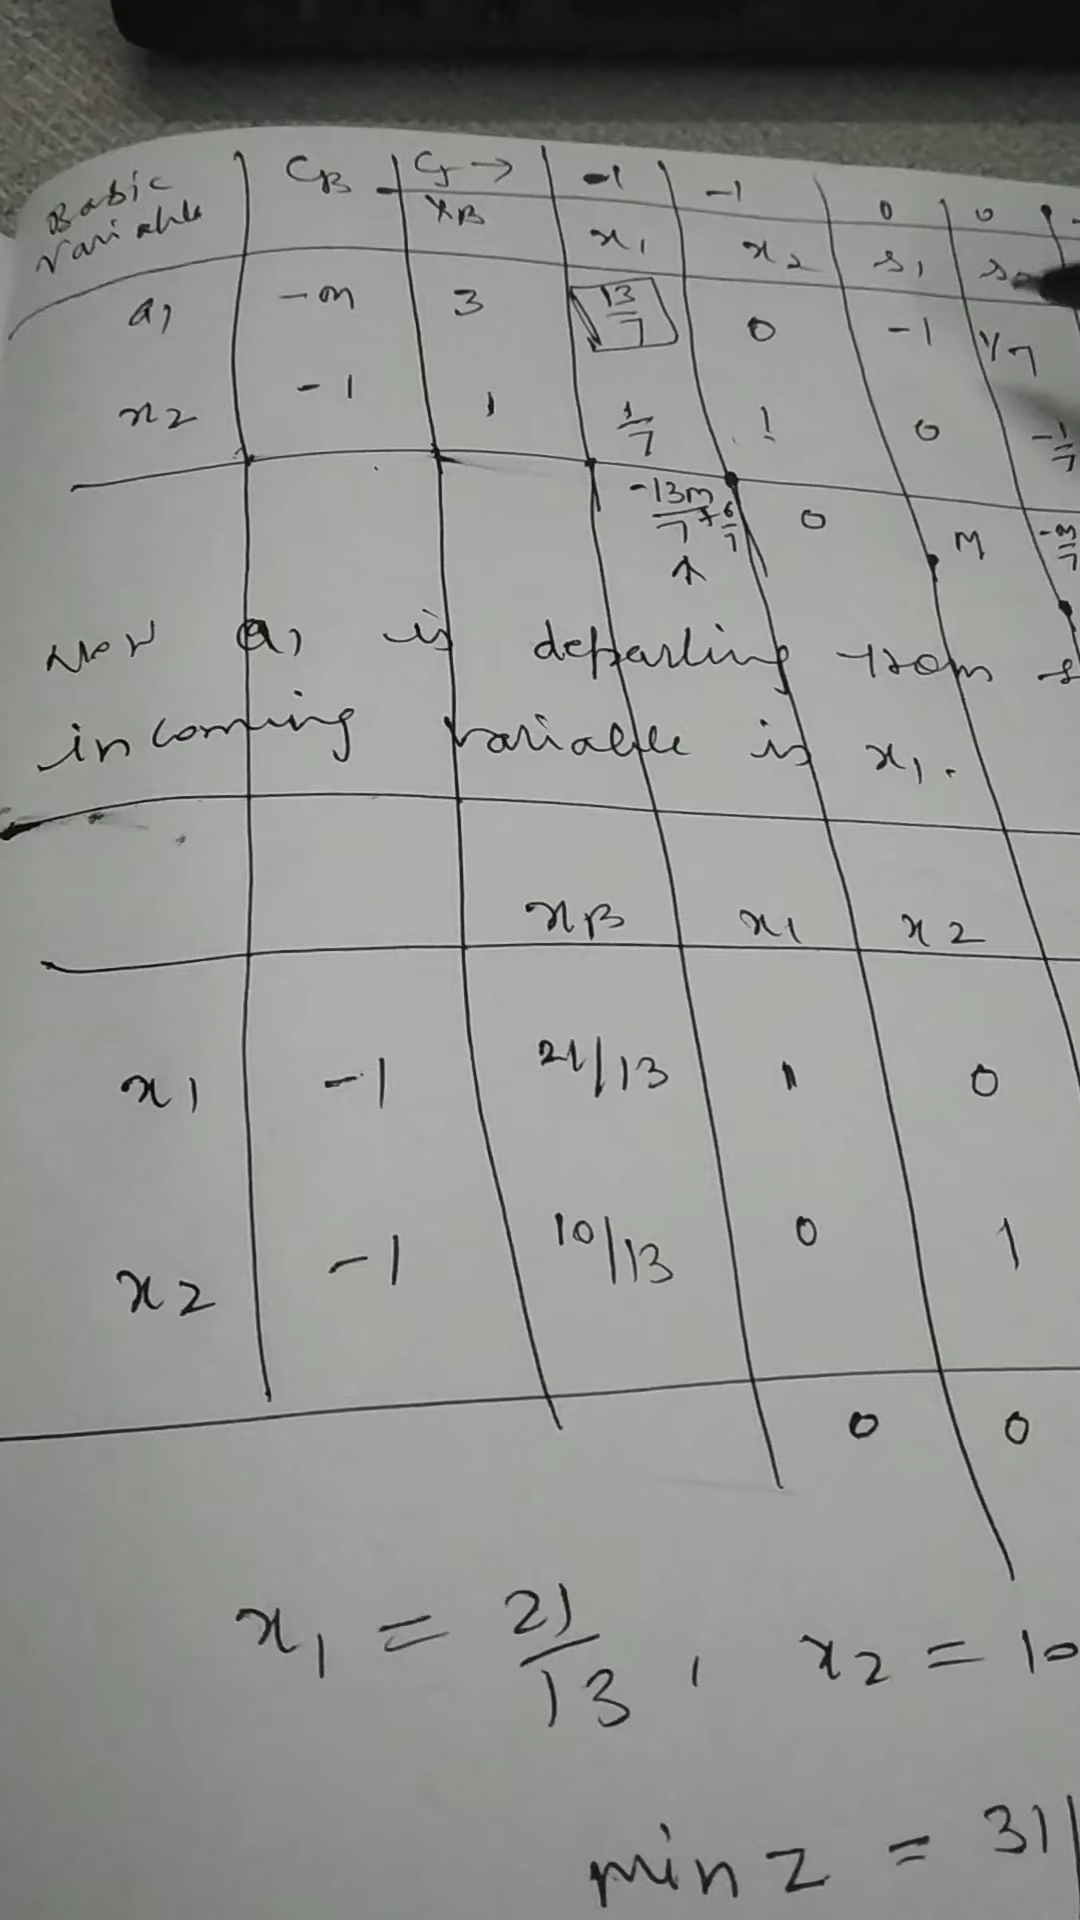 Basic Variable CB Cj → -1 -1 0 0
XB x1 x2 s1
a1 -m 3 13/7 0 -1 1/7
x2 -1 1 1/7 1 0 -1/7
-13m/7 + 6/7 0 M -m/7
↑
Now a1 is departing from
incoming variable is x1.
xB x1 x2
x1 -1 21/13 1 0
x2 -1 10/13 0 1
0 0
x1 = 21/13 , x2 = 10
min Z = 31/